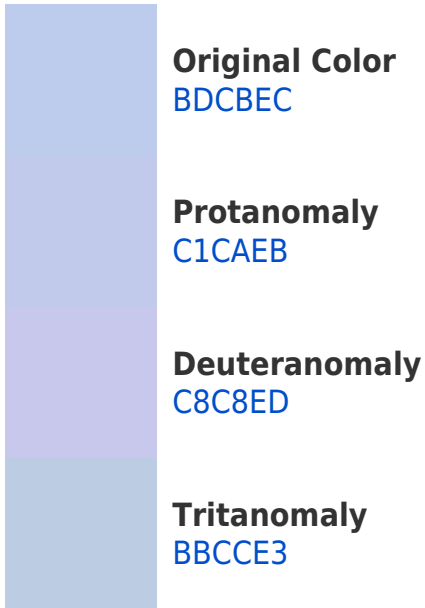 Original Color
BDCBEC
Protanomaly
C1CAEB
Deuteranomaly
C8C8ED
Tritanomaly
BBCCE3